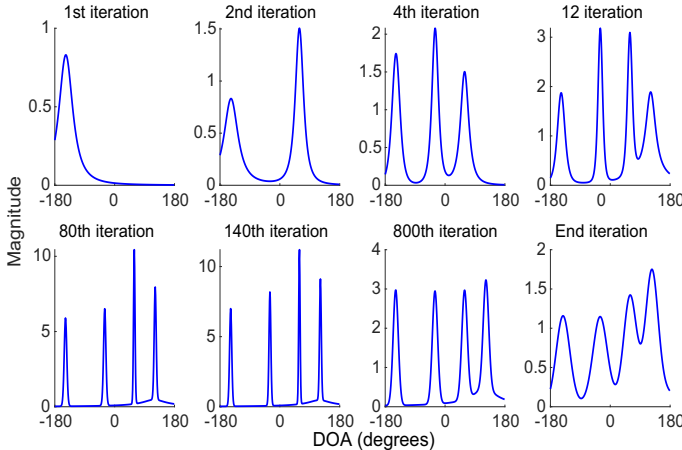 1st iteration
2nd iteration
4th iteration
12 iteration
1
0.5
0
-180 0 180
1.5
1
0.5
0
-180 0 180
2
1.5
1
0.5
0
-180 0 180
3
2
1
0
-180 0 180
Magnitude
80th iteration
140th iteration
800th iteration
End iteration
10
5
0
-180 0 180
10
5
0
-180 0 180
4
3
2
1
0
-180 0 180
2
1.5
1
0.5
0
-180 0 180
DOA (degrees)